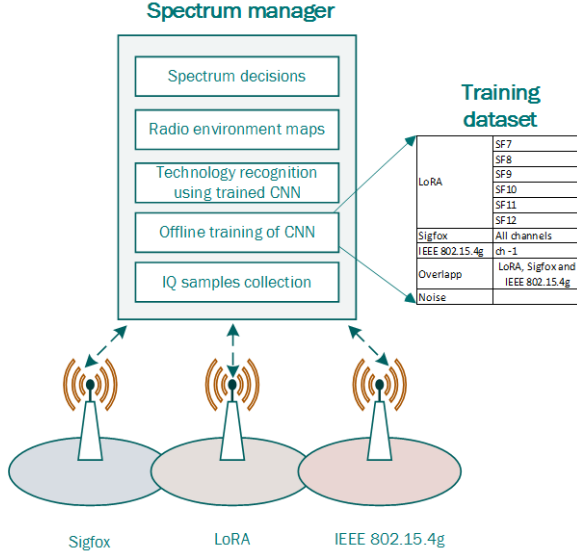 Spectrum manager
Spectrum decisions
Radio environment maps
Technology recognition
using trained CNN
Offline training of CNN
IQ samples collection
Training
dataset
LoRA
SF7
SF8
SF9
SF10
SF11
SF12
Sigfox
All channels
IEEE 802.15.4g
ch -1
Overlapp
LoRA, Sigfox and
IEEE 802.15.4g
Noise
Sigfox
LoRA
IEEE 802.15.4g